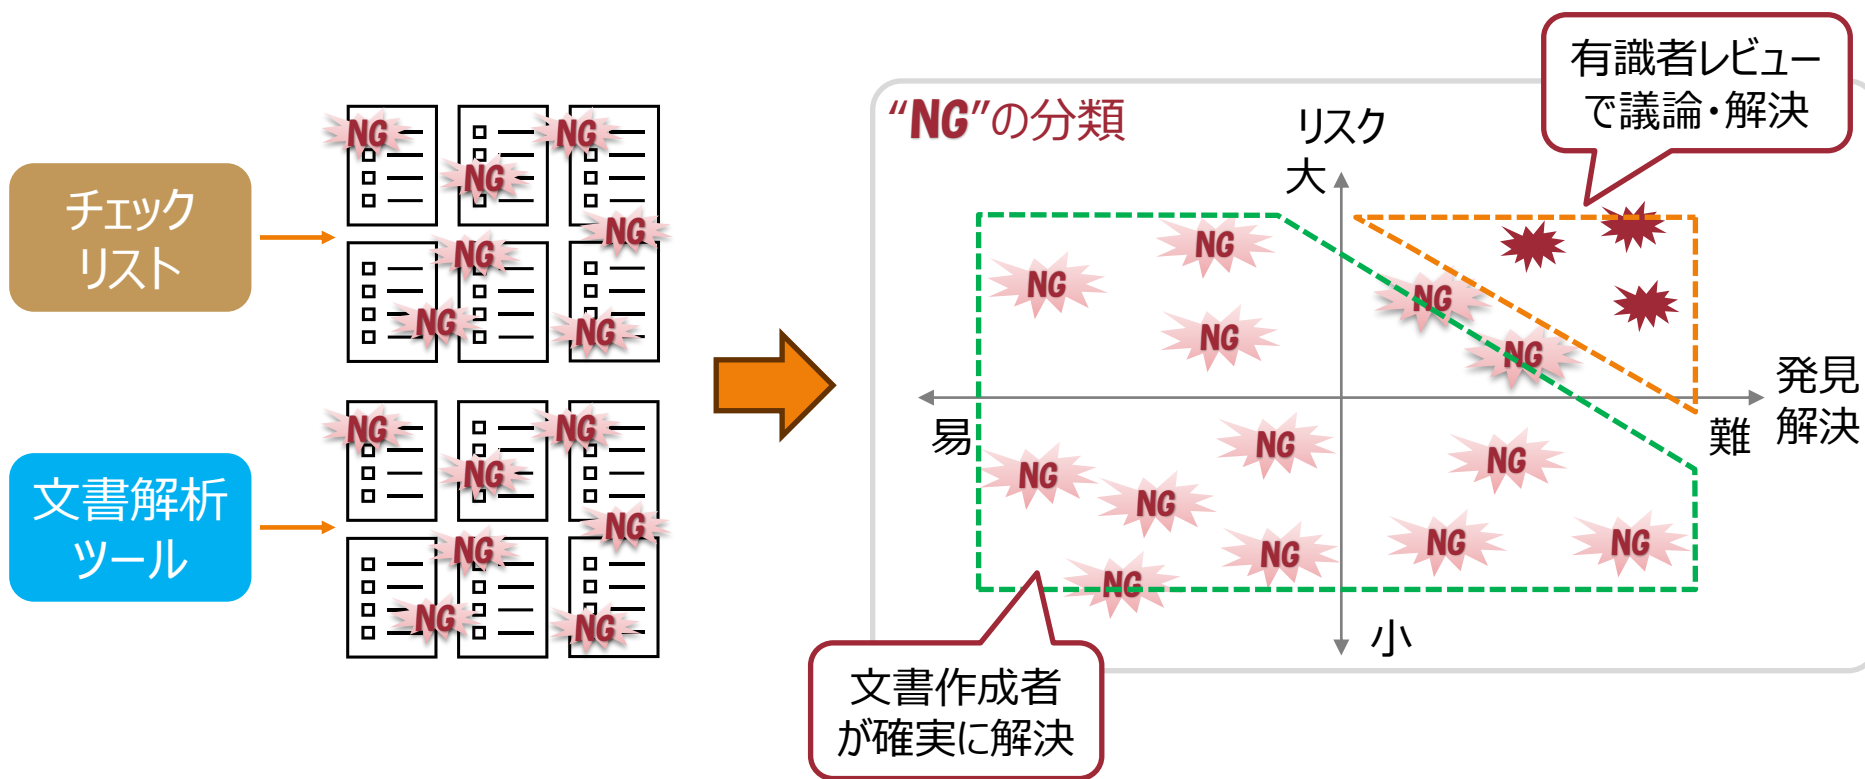 チェック
リスト
NG
NG
NG
NG
NG
NG
NG
文書解析
ツール
NG
NG
NG
NG
NG
NG
NG
“NG”の分類
リスク
大
有識者レビュー
で議論・解決
NG
NG
NG
NG
NG
易
難
発見
解決
NG
NG
NG
NG
NG
NG
NG
NG
NG
小
文書作成者
が確実に解決